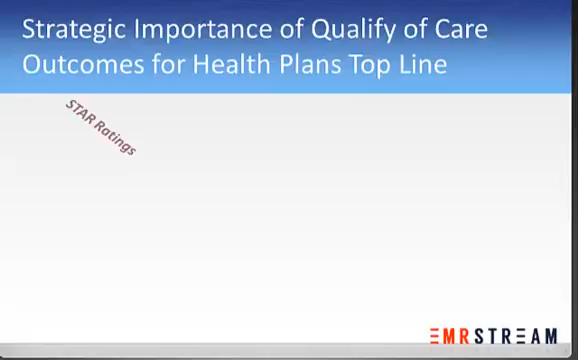 Strategic Importance of Qualify of Care
Outcomes for Health Plans Top Line
STAR Ratings
EMRSTREAM